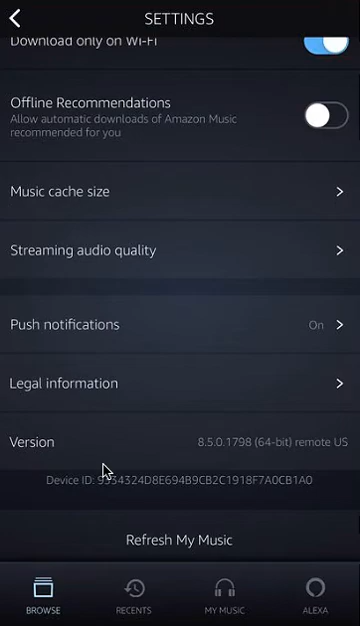 SETTINGS
Download only on Wi-Fi
Offline Recommendations
Allow automatic downloads of Amazon Music
recommended for you
Music cache size
Streaming audio quality
Push notifications On
Legal information
Version 8.5.0.1798 (64-bit) remote US
Device ID:
Refresh My Music
BROWSE RECENTS MY MUSIC ALEXA